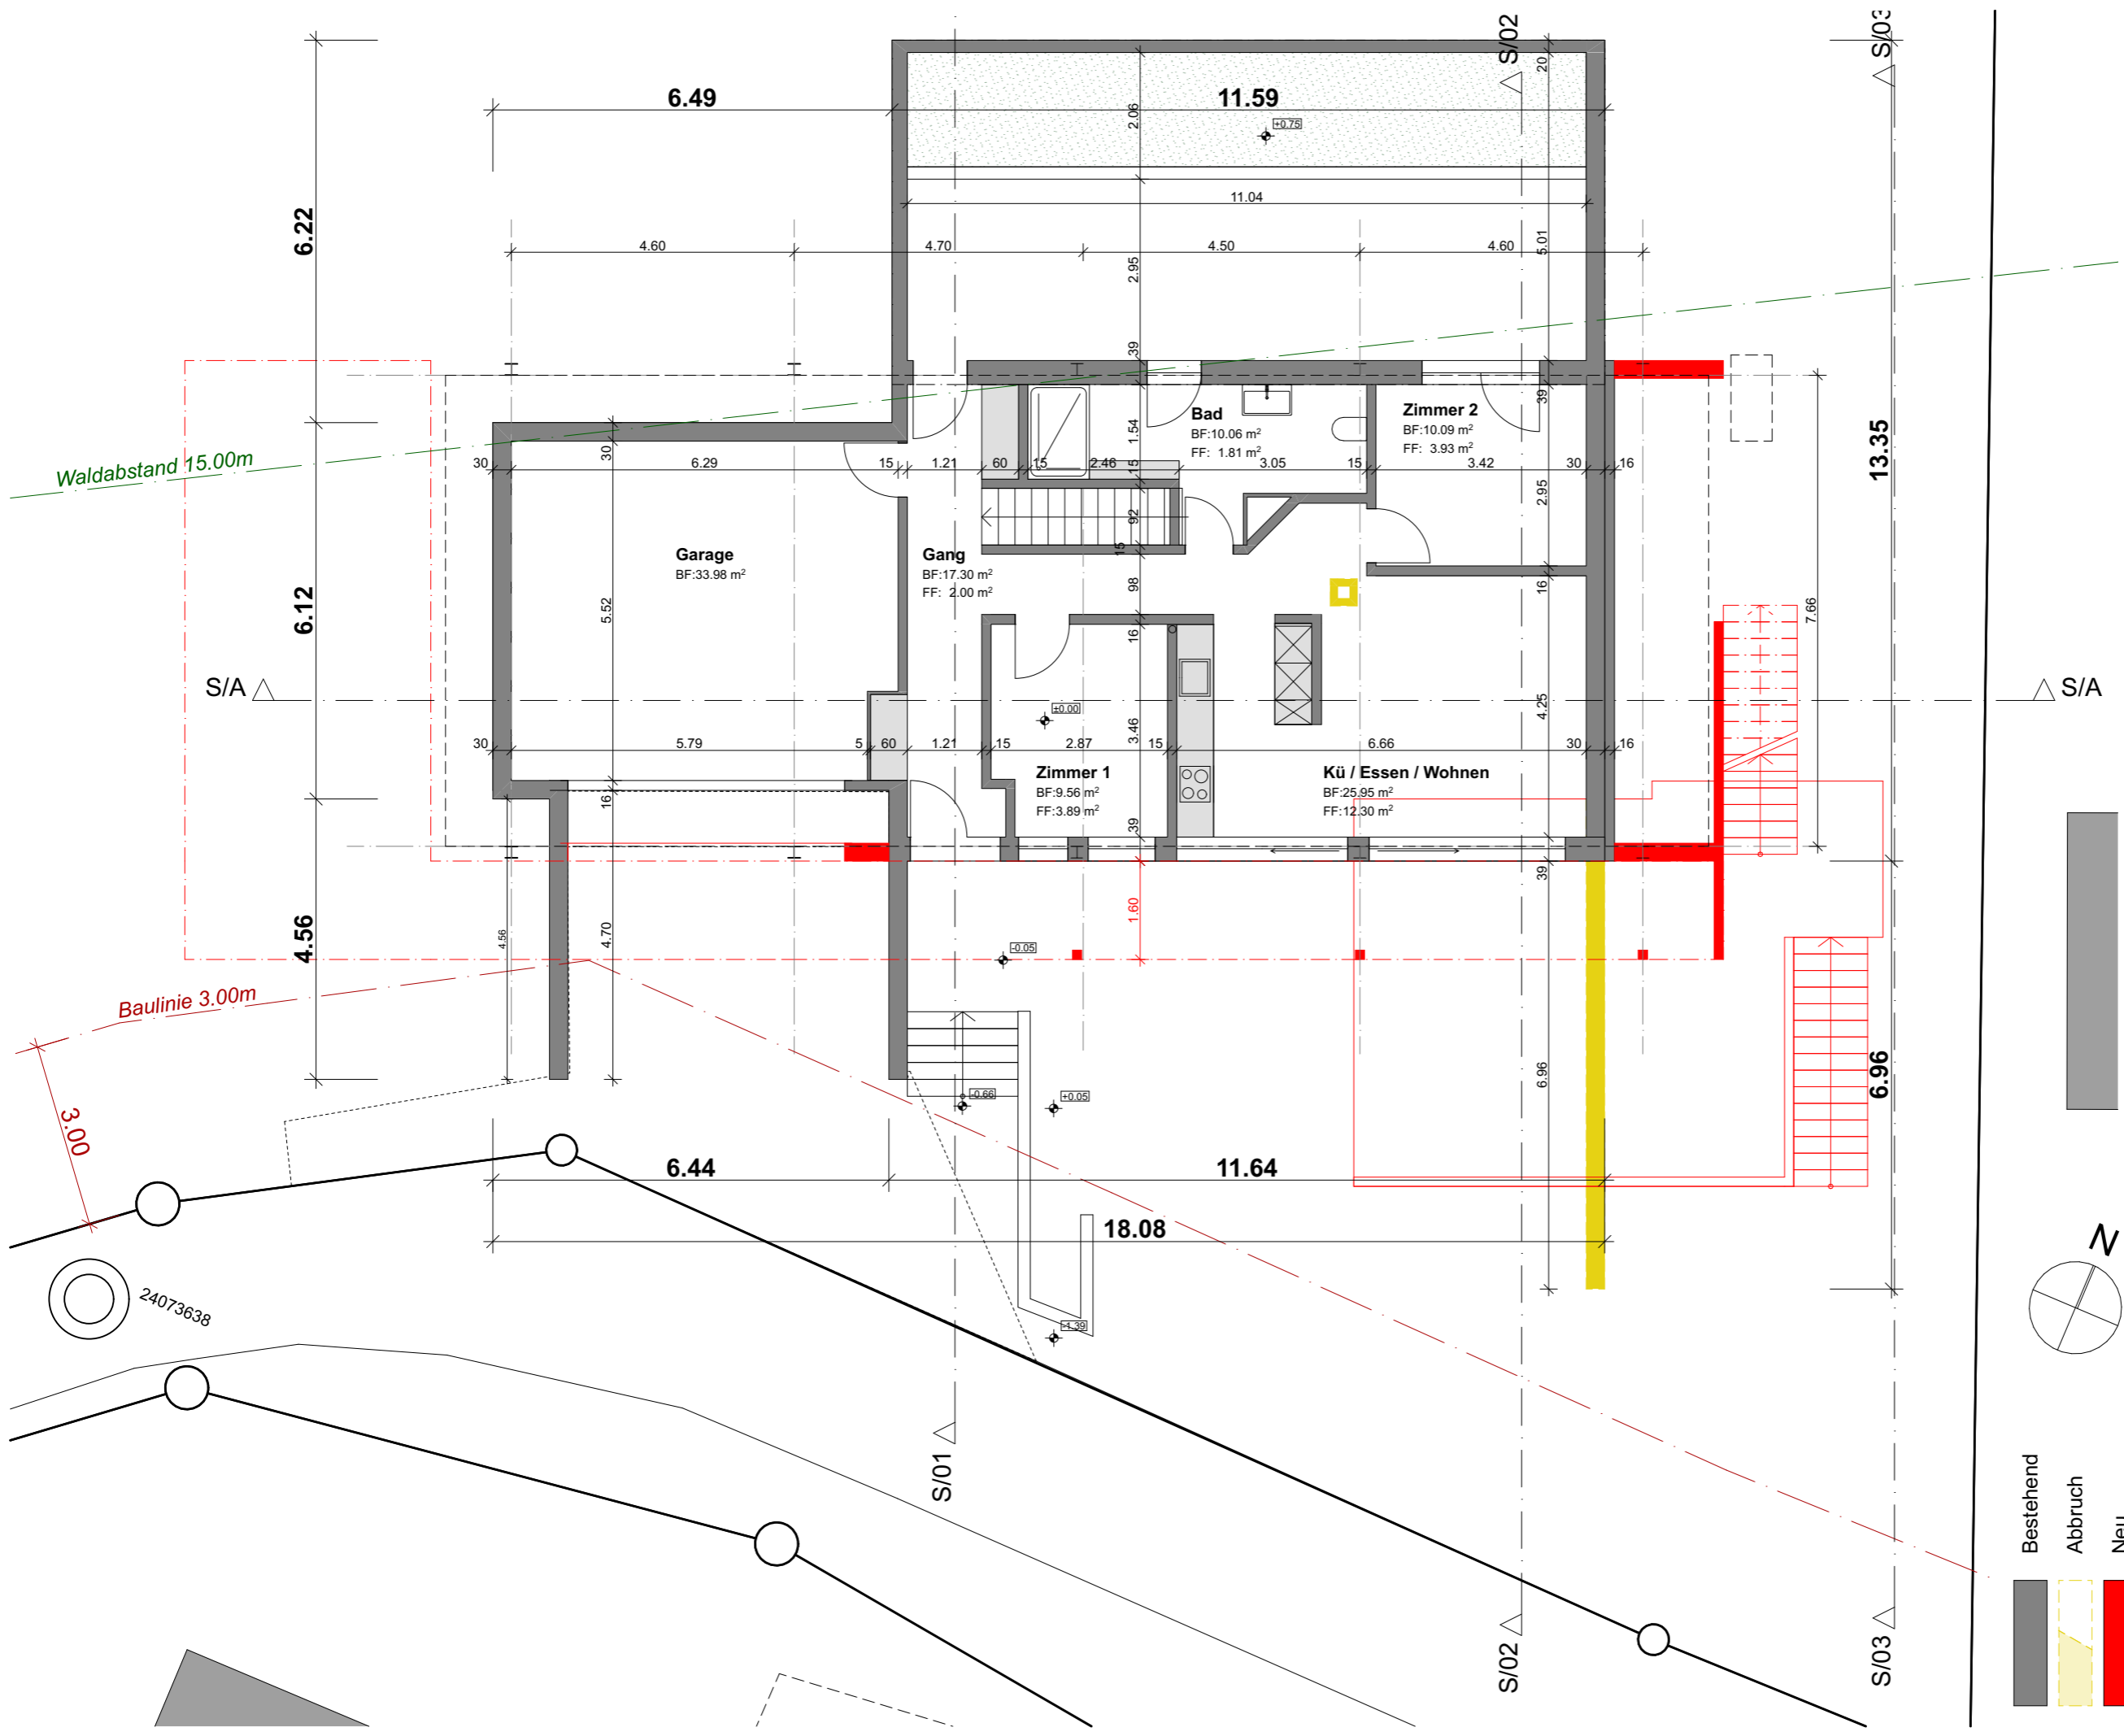 S/02
S/03
6.49
11.59
20
2.06
+0.75
11.04
6.22
4.60
4.70
4.50
4.60
5.01
2.95
Waldabstand 15.00m
39
39
13.35
Bad
BF:10.06 m²
FF: 1.81 m²
Zimmer 2
BF:10.09 m²
FF: 3.93 m²
1.54
30
30
6.29
15
1.21
60
15
2.46
15
3.05
15
3.42
30
16
2.95
92
15
Garage
BF:33.98 m²
Gang
BF:17.30 m²
FF: 2.00 m²
98
16
6.12
5.52
16
7.66
S/A
S/A
±0.00
3.46
4.25
30
5.79
5
60
1.21
15
2.87
15
6.66
30
16
Zimmer 1
BF:9.56 m²
FF:3.89 m²
Kü / Essen / Wohnen
BF:25.95 m²
FF:12.30 m²
16
39
39
1.60
4.56
4.56
4.70
-0.05
Baulinie 3.00m
3.00
-0.66
+0.05
6.96
6.96
6.44
11.64
18.08
24073638
-1.39
N
S/01
S/02
S/03
Bestehend
Abbruch
Neu